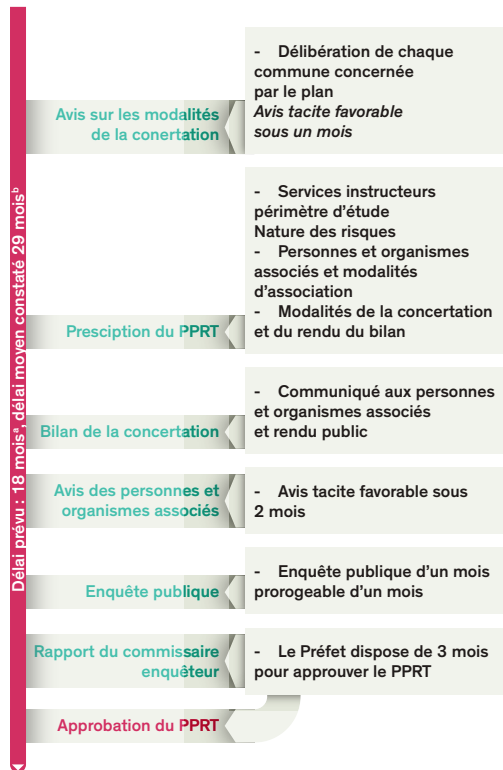 Délai prévu : 18 moisᵃ, délai moyen constaté 29 moisᵇ
Avis sur les modalités
de la conertation
- Délibération de chaque
commune concernée
par le plan
Avis tacite favorable
sous un mois
Presciption du PPRT
- Services instructeurs
périmètre d'étude
Nature des risques
- Personnes et organismes
associés et modalités
d'association
- Modalités de la concertation
et du rendu du bilan
Bilan de la concertation
- Communiqué aux personnes
et organismes associés
et rendu public
Avis des personnes et
organismes associés
- Avis tacite favorable sous
2 mois
Enquête publique
- Enquête publique d'un mois
prorogeable d'un mois
Rapport du commissaire
enquêteur
- Le Préfet dispose de 3 mois
pour approuver le PPRT
Approbation du PPRT